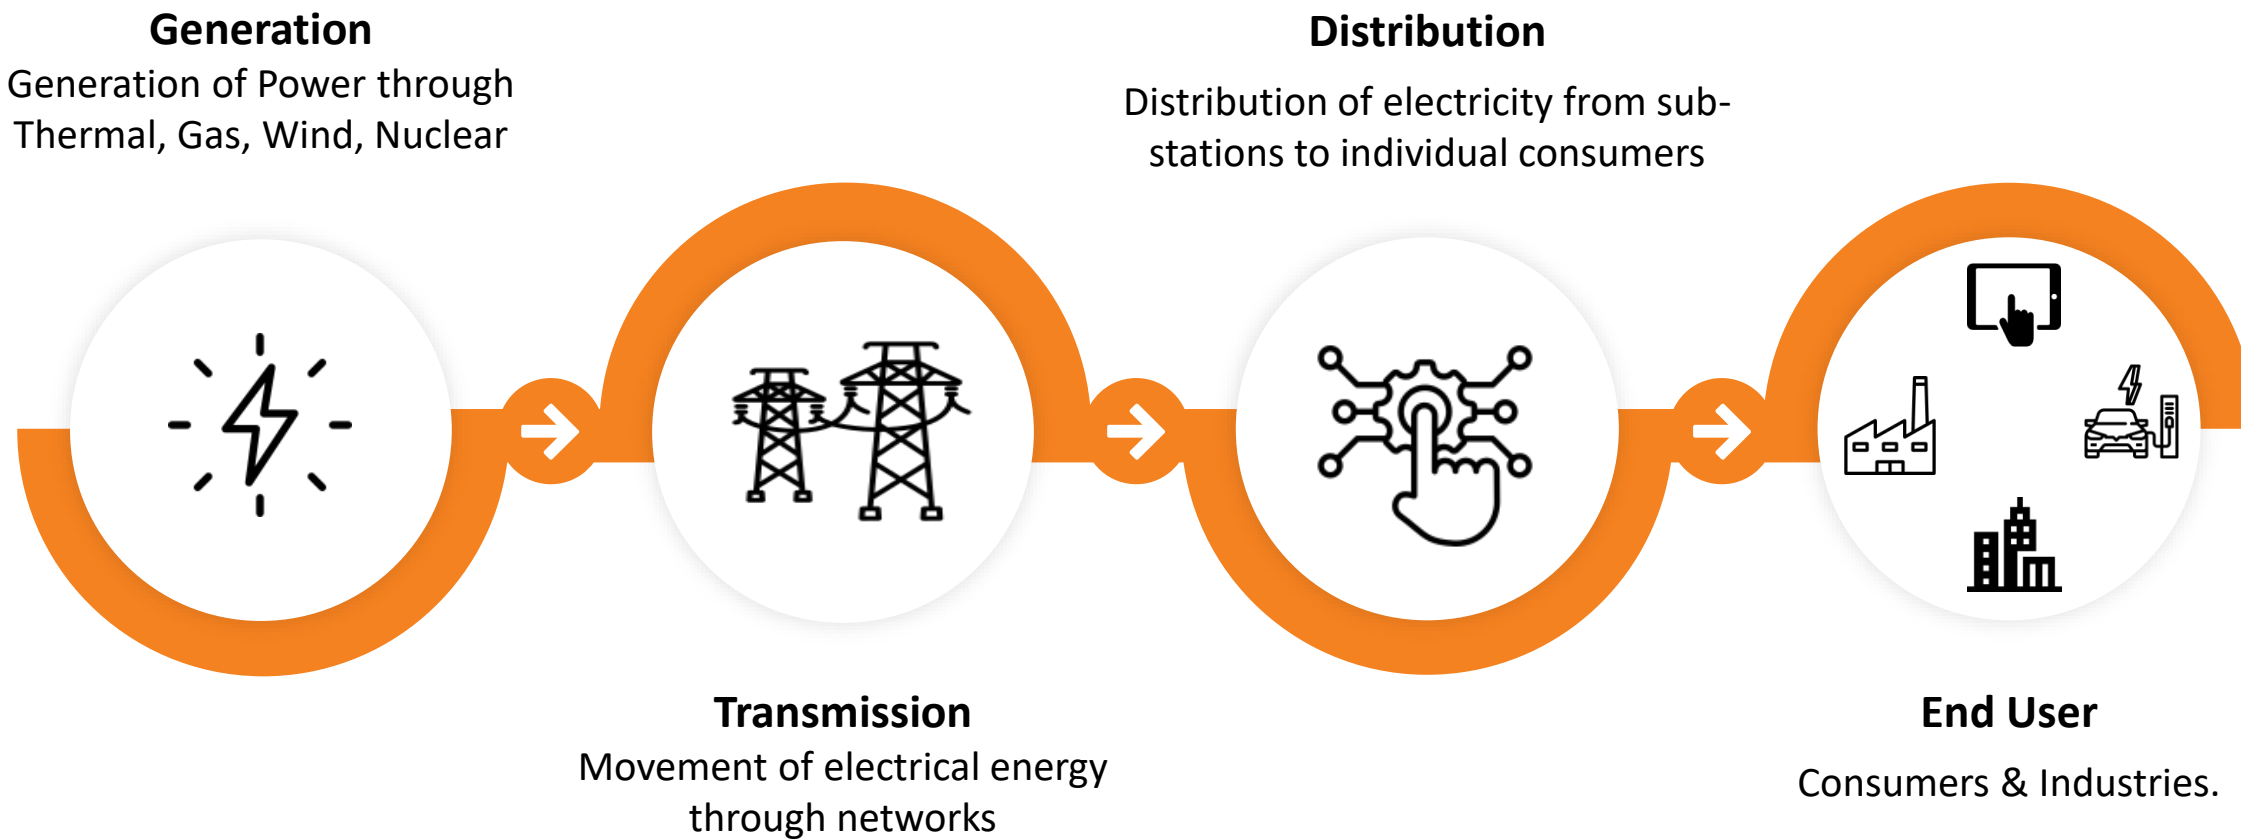 Generation
Generation of Power through
Thermal, Gas, Wind, Nuclear
Transmission
Movement of electrical energy
through networks
Distribution
Distribution of electricity from sub-
stations to individual consumers
End User
Consumers & Industries.